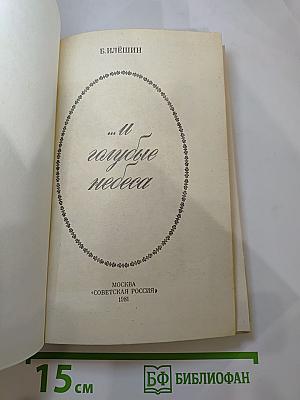 Б.ИЛЁШИН
...и
голубые
небеса
МОСКВА
«СОВЕТСКАЯ РОССИЯ»
1981
15 см
БФ БИБЛИОФАН